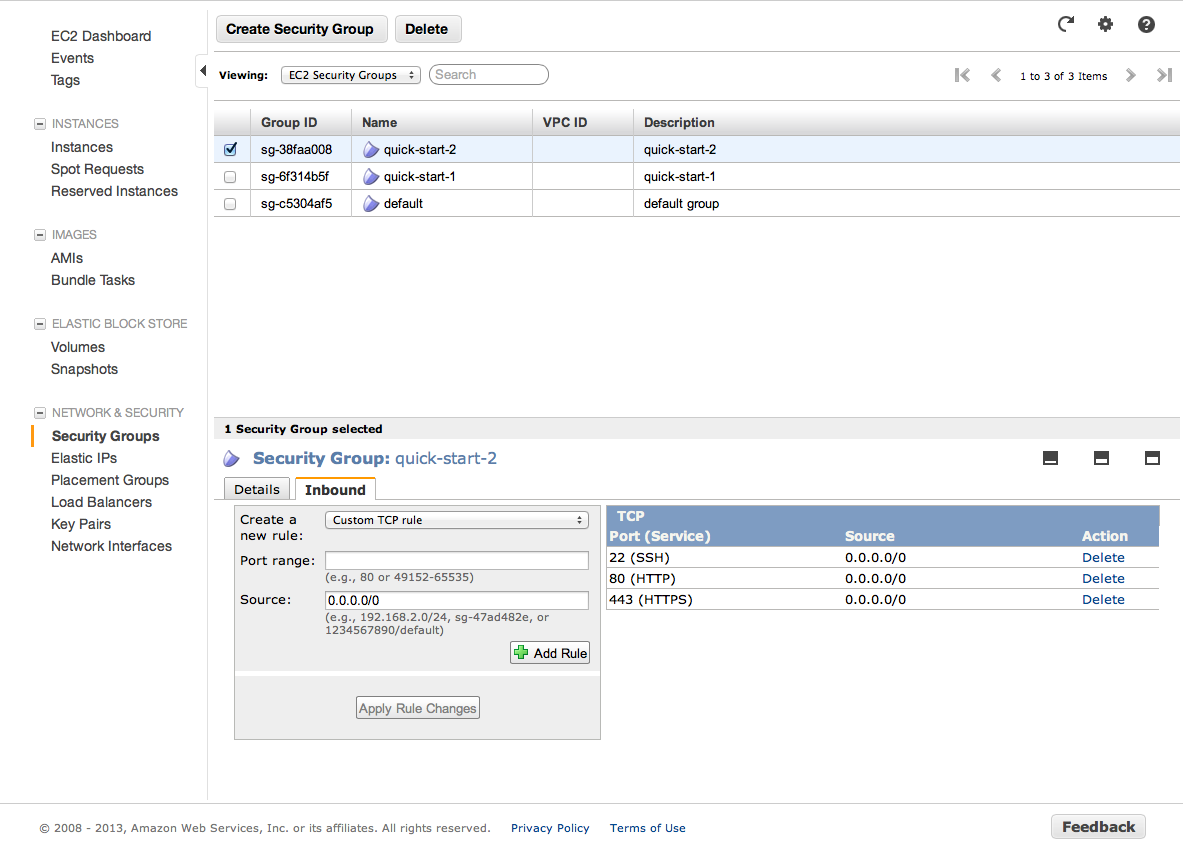 EC2 Dashboard
Events
Tags
INSTANCES
Instances
Spot Requests
Reserved Instances
IMAGES
AMIs
Bundle Tasks
ELASTIC BLOCK STORE
Volumes
Snapshots
NETWORK & SECURITY
Security Groups
Elastic IPs
Placement Groups
Load Balancers
Key Pairs
Network Interfaces
Create Security Group Delete
Viewing: EC2 Security Groups Search 1 to 3 of 3 Items
Group ID Name VPC ID Description
sg-38faa008 quick-start-2 quick-start-2
sg-6f314b5f quick-start-1 quick-start-1
sg-c5304af5 default default group
1 Security Group selected
Security Group: quick-start-2
Details Inbound
Create a new rule: Custom TCP rule
Port range:
(e.g., 80 or 49152-65535)
Source: 0.0.0.0/0
(e.g., 192.168.2.0/24, sg-47ad482e, or
1234567890/default)
Add Rule
Apply Rule Changes
TCP
Port (Service) Source Action
22 (SSH) 0.0.0.0/0 Delete
80 (HTTP) 0.0.0.0/0 Delete
443 (HTTPS) 0.0.0.0/0 Delete
© 2008 - 2013, Amazon Web Services, Inc. or its affiliates. All rights reserved. Privacy Policy Terms of Use Feedback